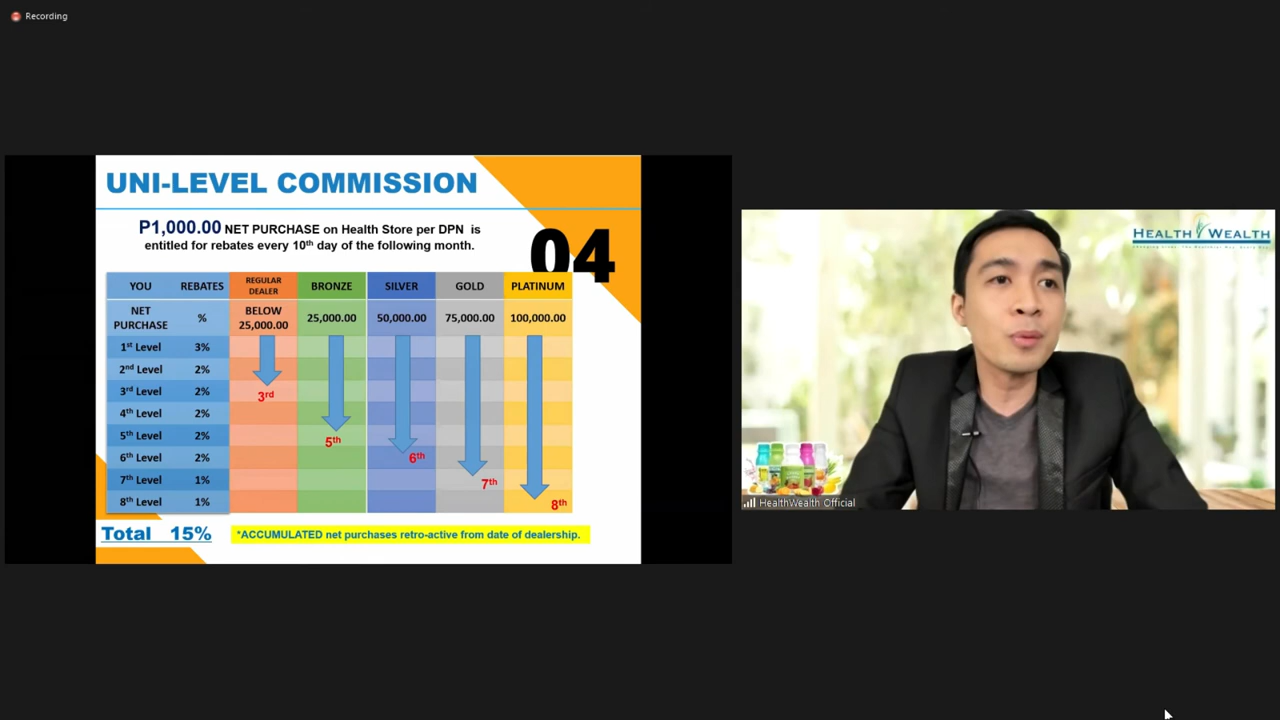 Recording
UNI-LEVEL COMMISSION
P1,000.00 NET PURCHASE on Health Store per DPN is
entitled for rebates every 10th day of the following month.
04
YOU REBATES REGULAR DEALER BRONZE SILVER GOLD PLATINUM
NET PURCHASE % BELOW 25,000.00 25,000.00 50,000.00 75,000.00 100,000.00
1st Level 3%
2nd Level 2%
3rd Level 2%
3rd
4th Level 2%
5th Level 2%
5th
6th Level 2%
6th
7th Level 1%
7th
8th Level 1%
8th
Total 15%
*ACCUMULATED net purchases retro-active from date of dealership.
HEALTH WEALTH
HealthWealth Official